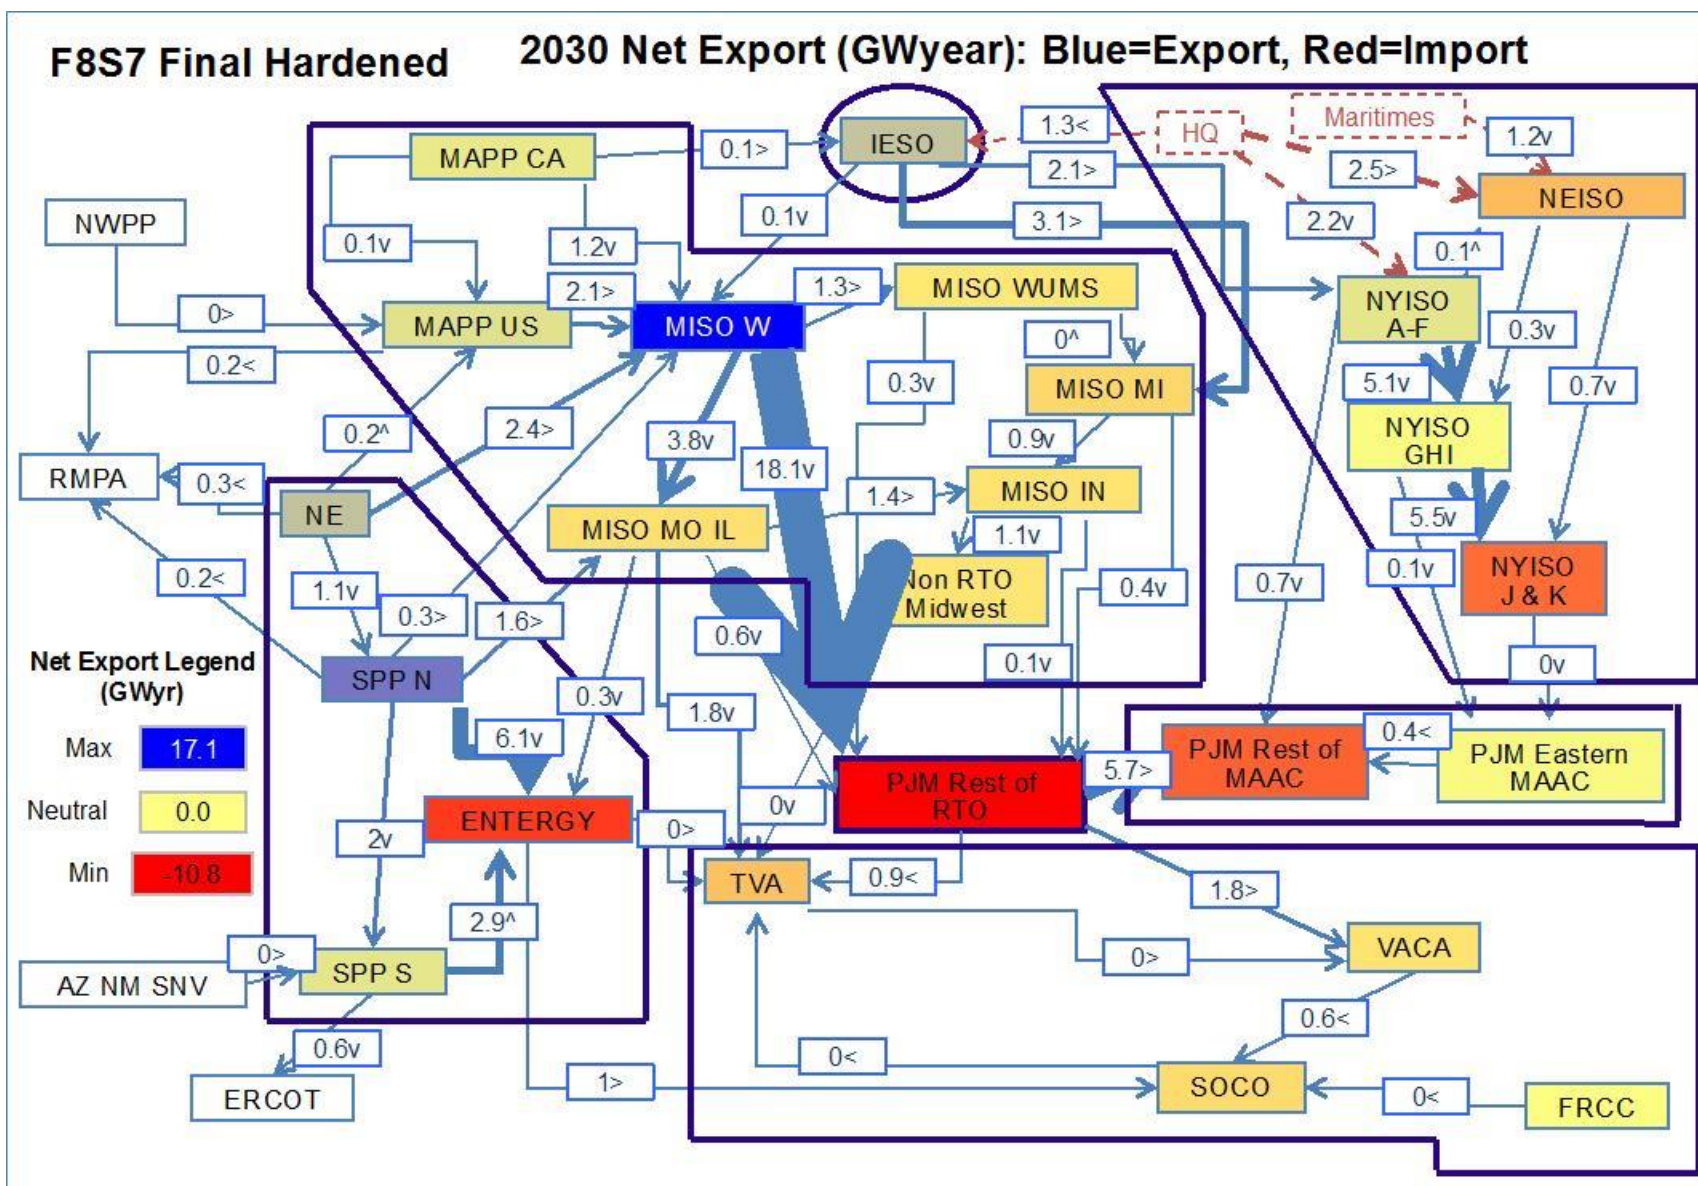 F8S7 Final Hardened
2030 Net Export (GWyear): Blue=Export, Red=Import
Maritimes
1.3<
HQ
IESO
MAPP CA
0.1>
2.1>
2.5>
1.2v
NEISO
NWPP
0.1v
3.1>
2.2v
0.1v
1.2v
0.1^
2.1>
1.3>
MISO WUMS
NYISO
A-F
0>
MAPP US
MISO W
0^
0.3v
0.2<
0.3v
MISO MI
5.1v
0.7v
0.2^
2.4>
3.8v
0.9v
NYISO
GHI
RMPA
0.3<
18.1v
1.4>
MISO IN
NE
MISO MO IL
1.1v
5.5v
0.2<
1.1v
Non RTO
Midwest
0.4v
0.7v
0.1v
NYISO
J & K
0.3>
1.6>
0.6v
0.1v
0v
Net Export Legend
(GWyr)
SPP N
0.3v
1.8v
Max
17.1
6.1v
0.4<
PJM Rest of
MAAC
PJM Eastern
MAAC
5.7>
PJM Rest of
RTO
Neutral
0.0
2v
ENTERGY
0>
0v
Min
-10.8
TVA
0.9<
1.8>
2.9^
0>
AZ NM SNV
SPP S
0>
VACA
0.6v
0<
0.6<
ERCOT
1>
SOCO
0<
FRCC